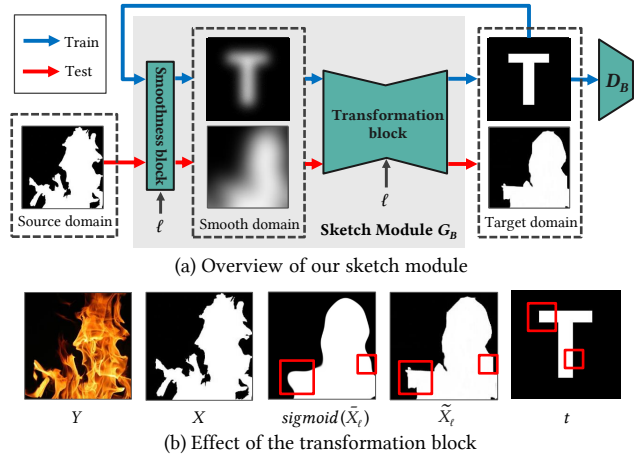 Train
Test
Smoothness block
Transformation
block
D_B
ℓ
ℓ
Source domain
Smooth domain
Sketch Module G_B
Target domain
T
T
(a) Overview of our sketch module
T
Y
X
sigmoid(X̄_ℓ)
X̃_ℓ
t
(b) Effect of the transformation block